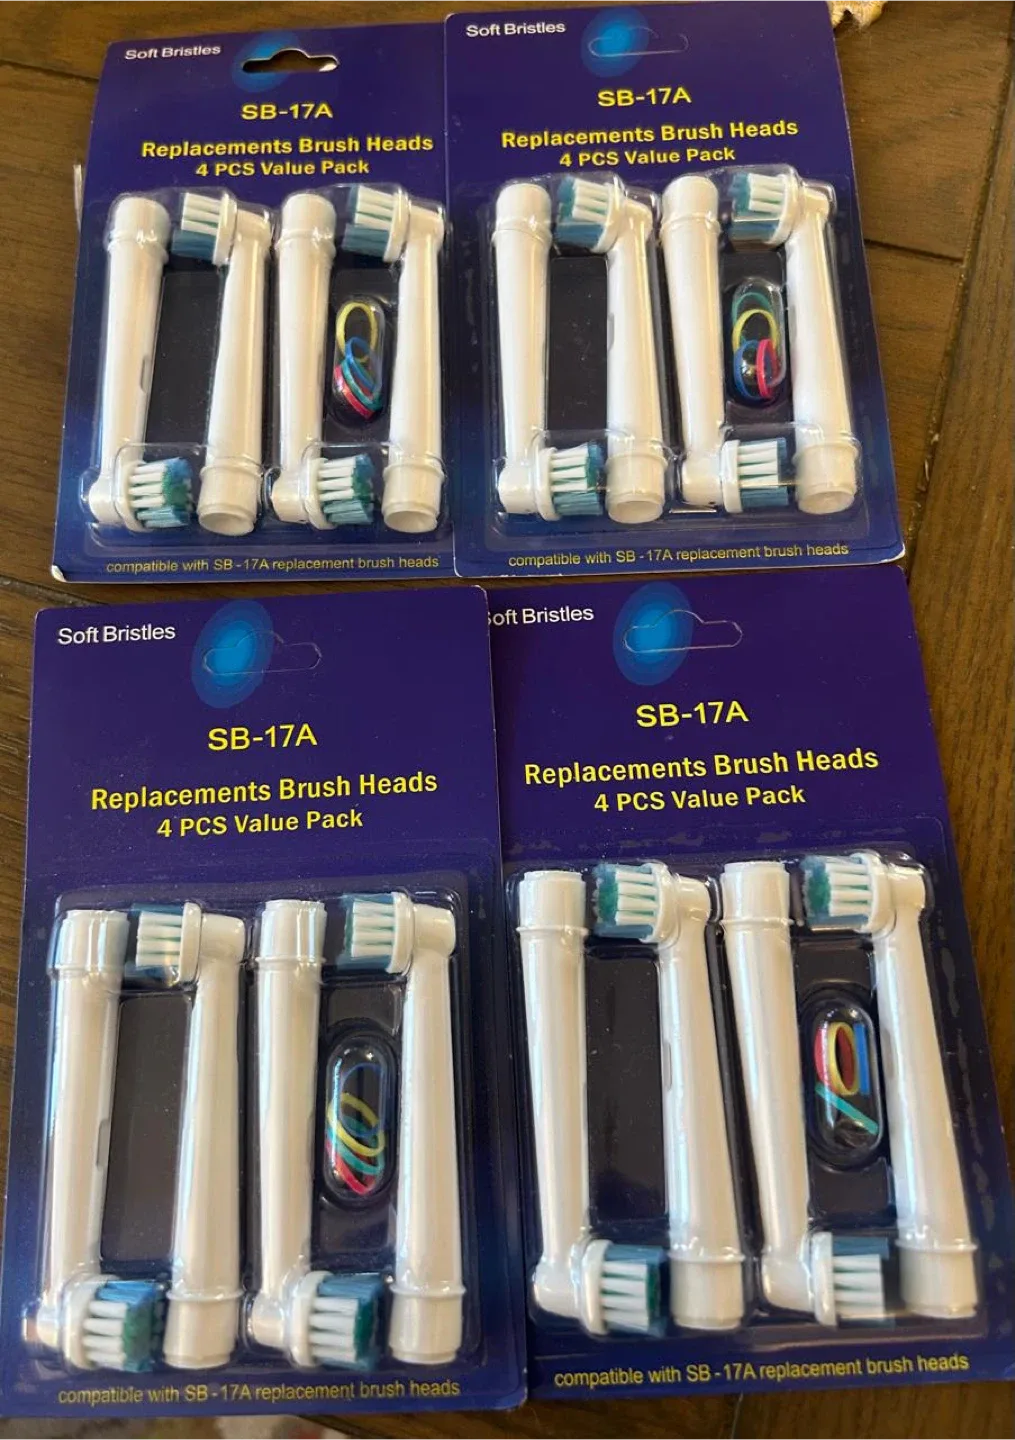 Soft Bristles
SB-17A
Replacements Brush Heads
4 PCS Value Pack
compatible with SB-17A replacement brush heads
Soft Bristles
SB-17A
Replacements Brush Heads
4 PCS Value Pack
compatible with SB-17A replacement brush heads
Soft Bristles
SB-17A
Replacements Brush Heads
4 PCS Value Pack
compatible with SB-17A replacement brush heads
Soft Bristles
SB-17A
Replacements Brush Heads
4 PCS Value Pack
compatible with SB-17A replacement brush heads